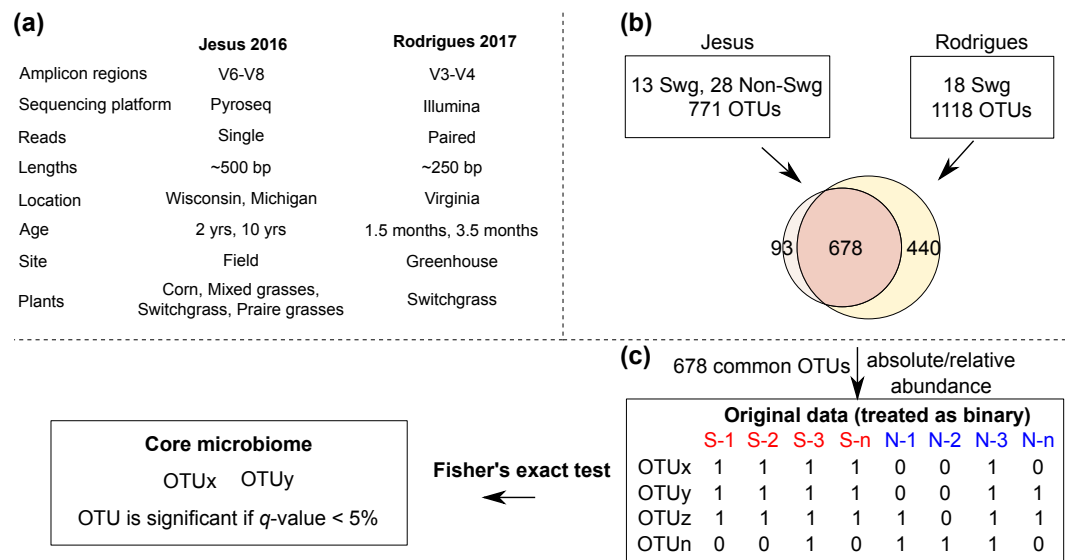 (a)
Jesus 2016 Rodrigues 2017
Amplicon regions V6-V8 V3-V4
Sequencing platform Pyroseq Illumina
Reads Single Paired
Lengths ~500 bp ~250 bp
Location Wisconsin, Michigan Virginia
Age 2 yrs, 10 yrs 1.5 months, 3.5 months
Site Field Greenhouse
Plants Corn, Mixed grasses, Switchgrass
Switchgrass, Praire grasses
(b)
Jesus Rodrigues
13 Swg, 28 Non-Swg
771 OTUs
18 Swg
1118 OTUs
93 678 440
(c)
678 common OTUs absolute/relative
abundance
Original data (treated as binary)
S-1 S-2 S-3 S-n N-1 N-2 N-3 N-n
OTUx 1 1 1 1 0 0 1 0
OTUy 1 1 1 1 0 0 1 1
OTUz 1 1 1 1 1 0 1 1
OTUn 0 0 1 0 1 1 1 0
Fisher's exact test
Core microbiome
OTUx OTUy
OTU is significant if q-value < 5%